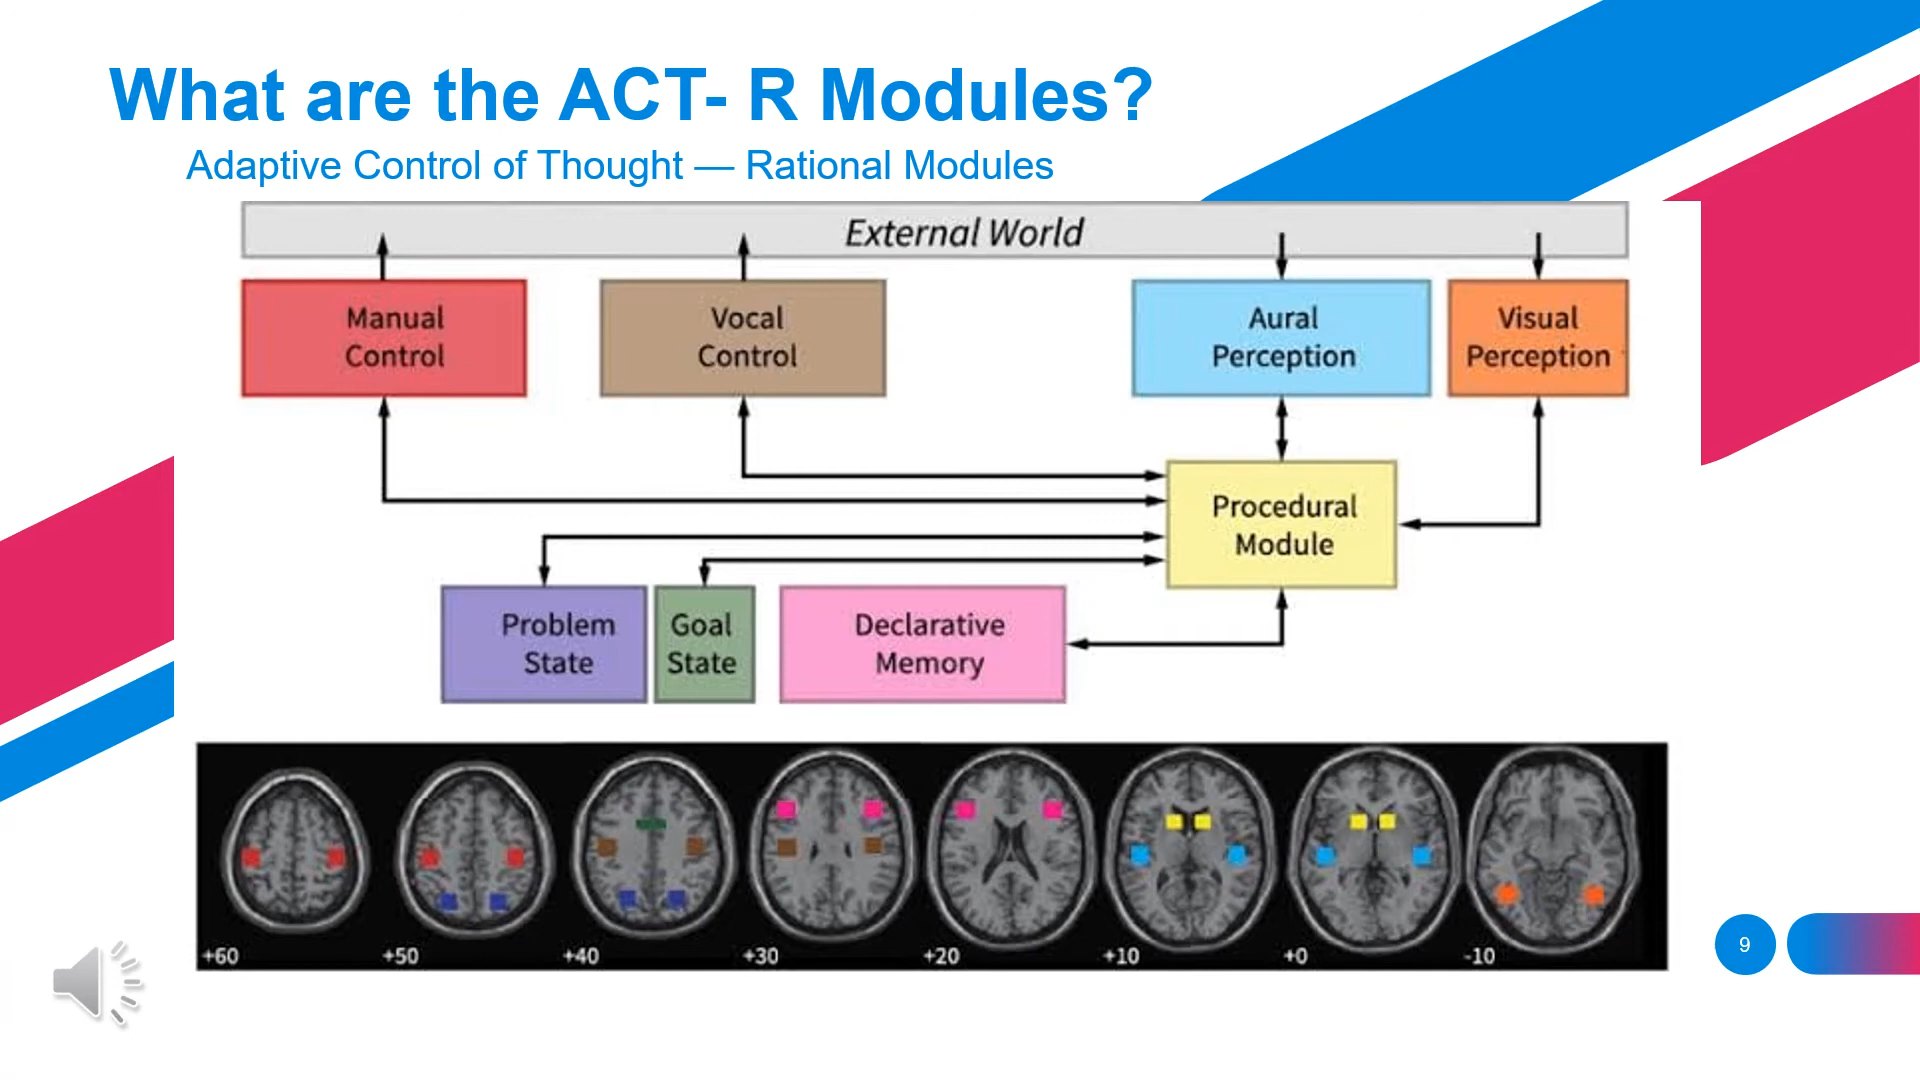 What are the ACT- R Modules?
Adaptive Control of Thought — Rational Modules
External World
Manual
Control
Vocal
Control
Aural
Perception
Visual
Perception
Procedural
Module
Problem
State
Goal
State
Declarative
Memory
+60
+50
+40
+30
+20
+10
+0
-10
9